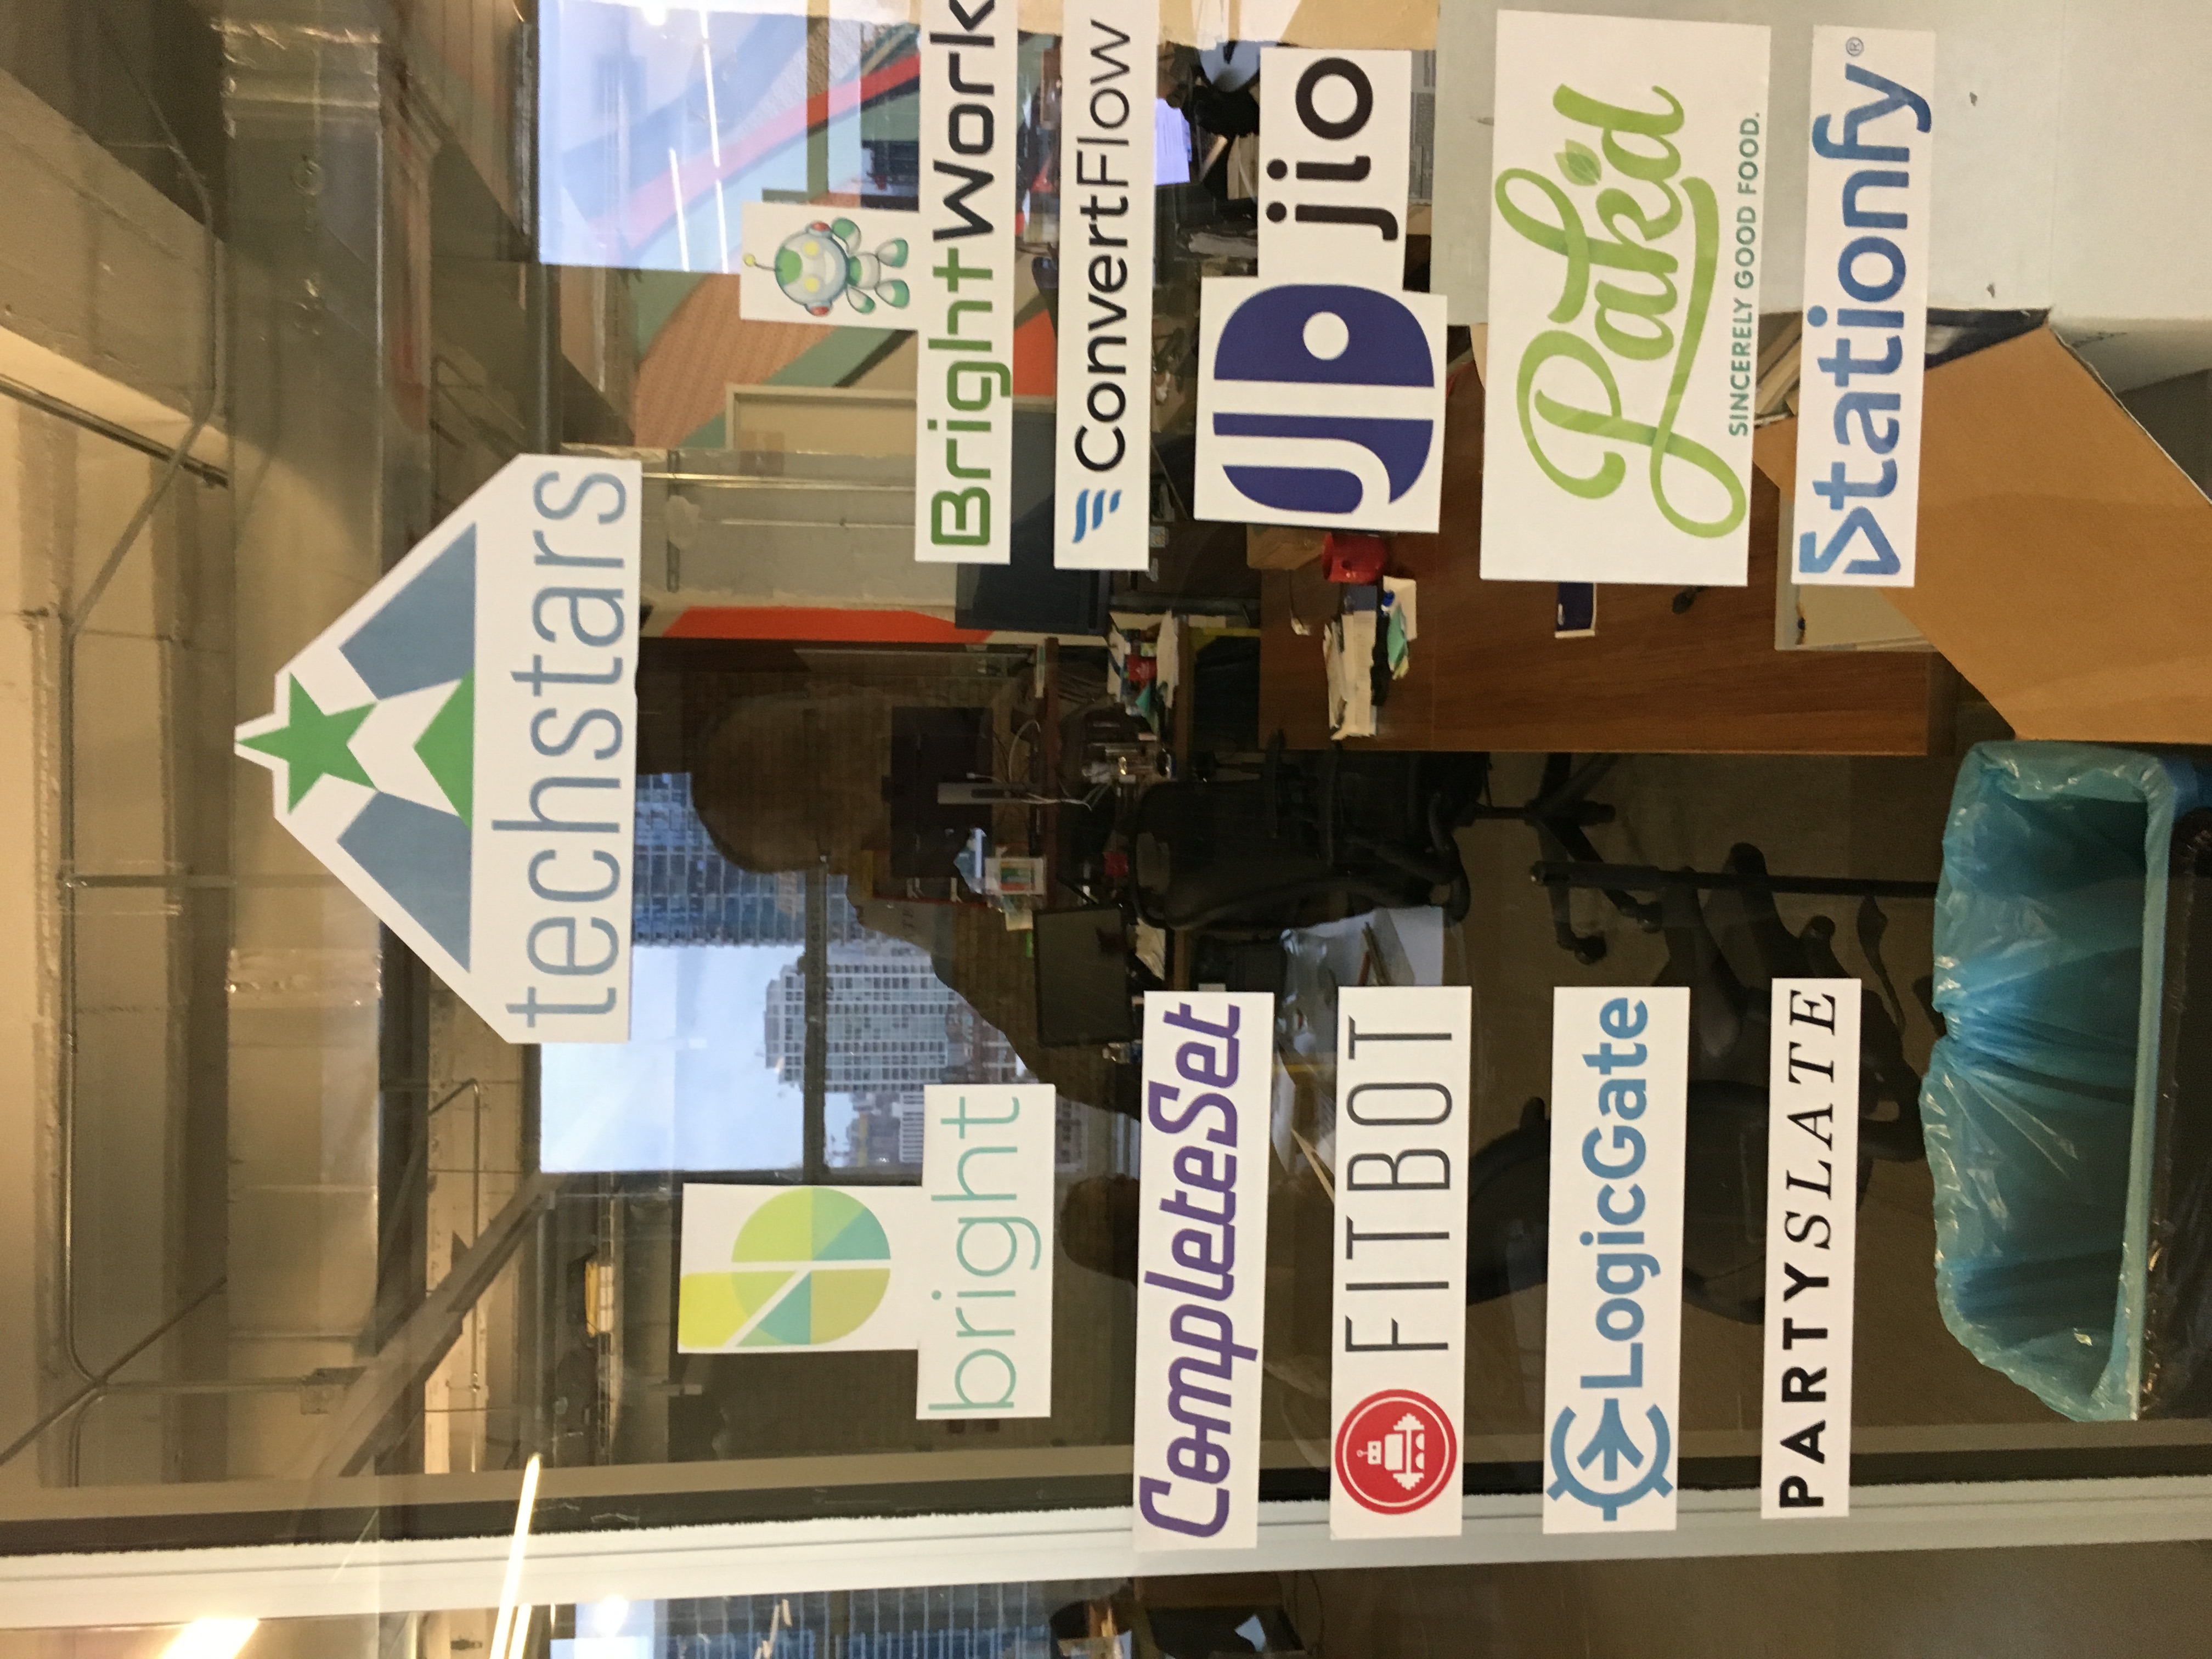 techstars
bright
CompleteSet
FITBOT
LogicGate
PARTYSLATE
BrightWork
ConvertFlow
jio
Pak'd
SINCERELY GOOD FOOD.
Stationfy®